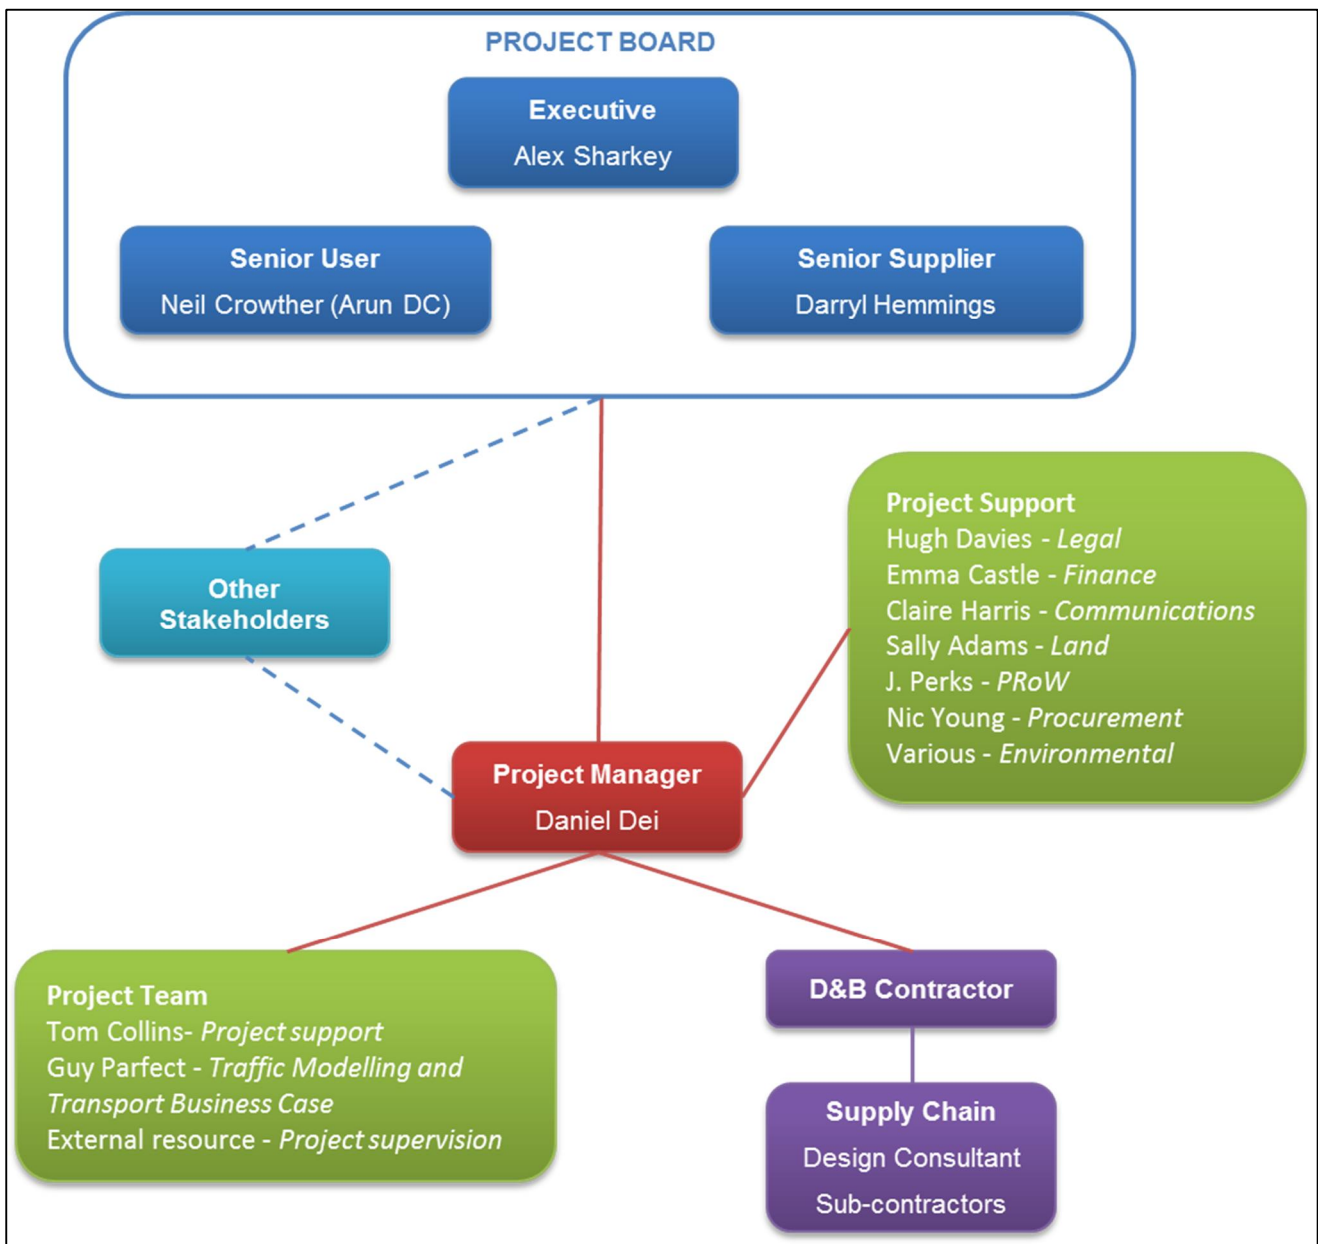 PROJECT BOARD
Executive
Alex Sharkey
Senior User
Neil Crowther (Arun DC)
Senior Supplier
Darryl Hemmings
Other
Stakeholders
Project Support
Hugh Davies - Legal
Emma Castle - Finance
Claire Harris - Communications
Sally Adams - Land
J. Perks - PRoW
Nic Young - Procurement
Various - Environmental
Project Manager
Daniel Dei
Project Team
Tom Collins- Project support
Guy Parfect - Traffic Modelling and
Transport Business Case
External resource - Project supervision
D&B Contractor
Supply Chain
Design Consultant
Sub-contractors